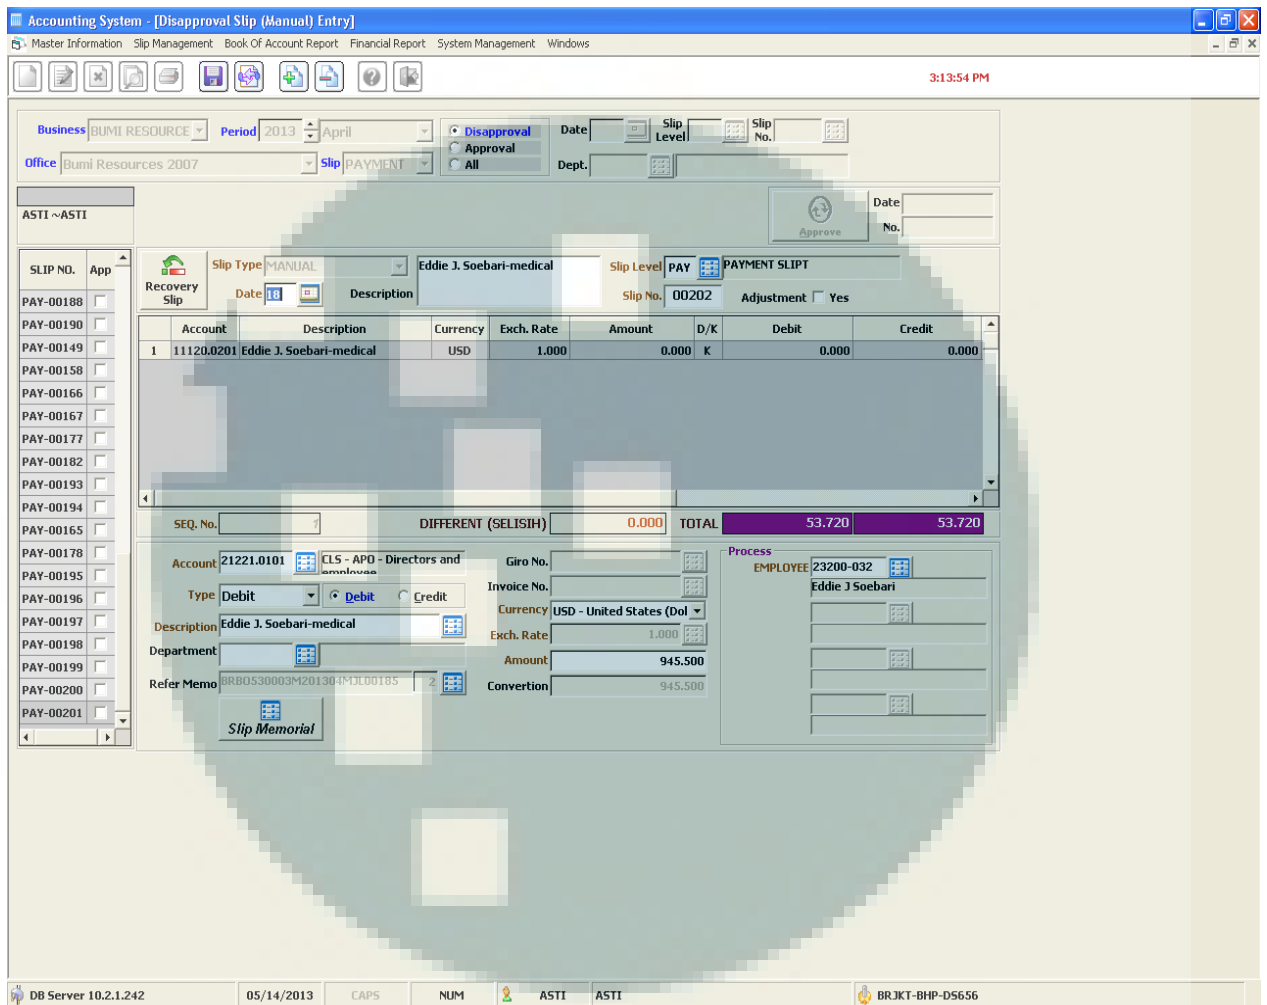 Accounting System - [Disapproval Slip (Manual) Entry]
Master Information Slip Management Book Of Account Report Financial Report System Management Windows
3:13:54 PM
Business BUMI RESOURCE Period 2013 April Disapproval Date Slip Level Slip No.
Approval
Office Bumi Resources 2007 Slip PAYMENT All Dept.
ASTI ~ASTI
Approve Date
No.
SLIP NO. App
PAY-00188
PAY-00190
PAY-00149
PAY-00158
PAY-00166
PAY-00167
PAY-00177
PAY-00182
PAY-00193
PAY-00194
PAY-00165
PAY-00178
PAY-00195
PAY-00196
PAY-00197
PAY-00198
PAY-00199
PAY-00200
PAY-00201
Recovery Slip
Slip Type MANUAL Eddie J. Soebari-medical Slip Level PAY PAYMENT SLIPT
Date 18 Description Slip No. 00202 Adjustment Yes
Account Description Currency Exch. Rate Amount D/K Debit Credit
1 11120.0201 Eddie J. Soebari-medical USD 1.000 0.000 K 0.000 0.000
SEQ. No. 1 DIFFERENT (SELISIH) 0.000 TOTAL 53.720 53.720
Account 21221.0101 CLS - APO - Directors and employee
Type Debit Debit Credit
Description Eddie J. Soebari-medical
Department
Refer Memo BRBO530003M201304MJL00185 2
Slip Memorial
Giro No.
Invoice No.
Currency USD - United States (Dol
Exch. Rate 1.000
Amount 945.500
Convertion 945.500
Process
EMPLOYEE 23200-032
Eddie J Soebari
DB Server 10.2.1.242 05/14/2013 CAPS NUM ASTI ASTI BRJKT-BHP-DS656